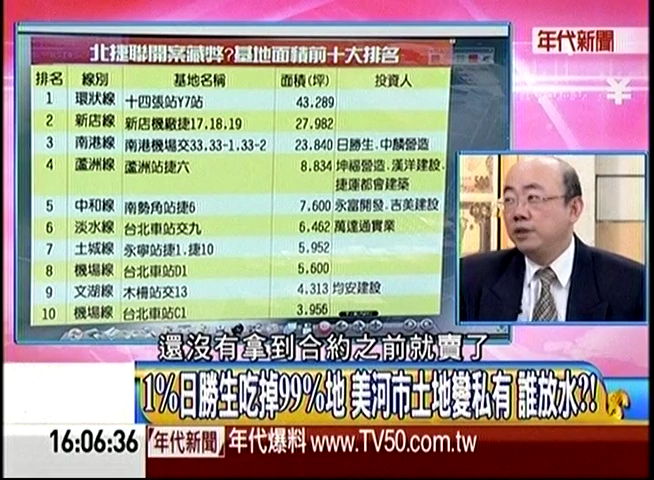 年代新聞
北捷聯開案藏弊?基地面積前十大排名
排名 線別 基地名稱 面積(坪) 投資人
1 環狀線 十四張站Y7站 43.289
2 新店線 新店機廠捷17.18.19 27.982
3 南港線 南港機場交33.33-1.33-2 23.840 日勝生.中麟營造
4 蘆洲線 蘆洲站捷六 8.834 坤福營造.漢洋建設.
捷運都會建築
5 中和線 南勢角站捷6 7.600 永富開發.吉美建設
6 淡水線 台北車站交九 6.462 萬達通實業
7 土城線 永寧站捷1.捷10 5.952
8 機場線 台北車站D1 5.600
9 文湖線 木柵站交13 4.313 均安建設
10 機場線 台北車站C1 3.956
還沒有拿到合約之前就賣了
1%日勝生吃掉99%地 美河市土地變私有 誰放水?!
16:06:36 年代新聞 年代爆料 www.TV50.com.tw